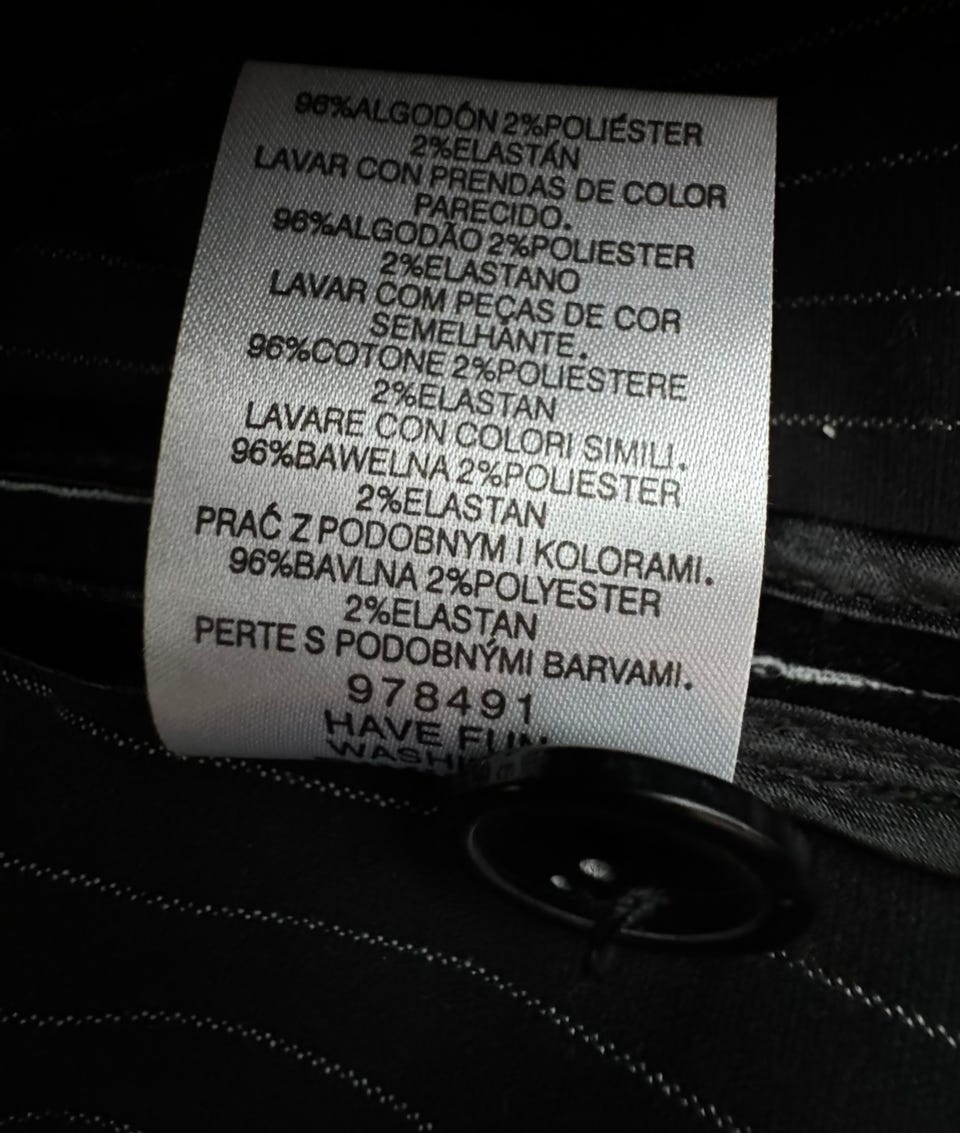 96%ALGODÓN 2%POLIÉSTER
2%ELASTÁN
LAVAR CON PRENDAS DE COLOR
PARECIDO.
96%ALGODÃO 2%POLIESTER
2%ELASTANO
LAVAR COM PEÇAS DE COR
SEMELHANTE.
96%COTONE 2%POLIESTERE
2%ELASTAN
LAVARE CON COLORI SIMILI.
96%BAWELNA 2%POLIESTER
2%ELASTAN
PRAĆ Z PODOBNYM I KOLORAMI.
96%BAVLNA 2%POLYESTER
2%ELASTAN
PERTE S PODOBNÝMI BARVAMI.
978491
HAVE FUN